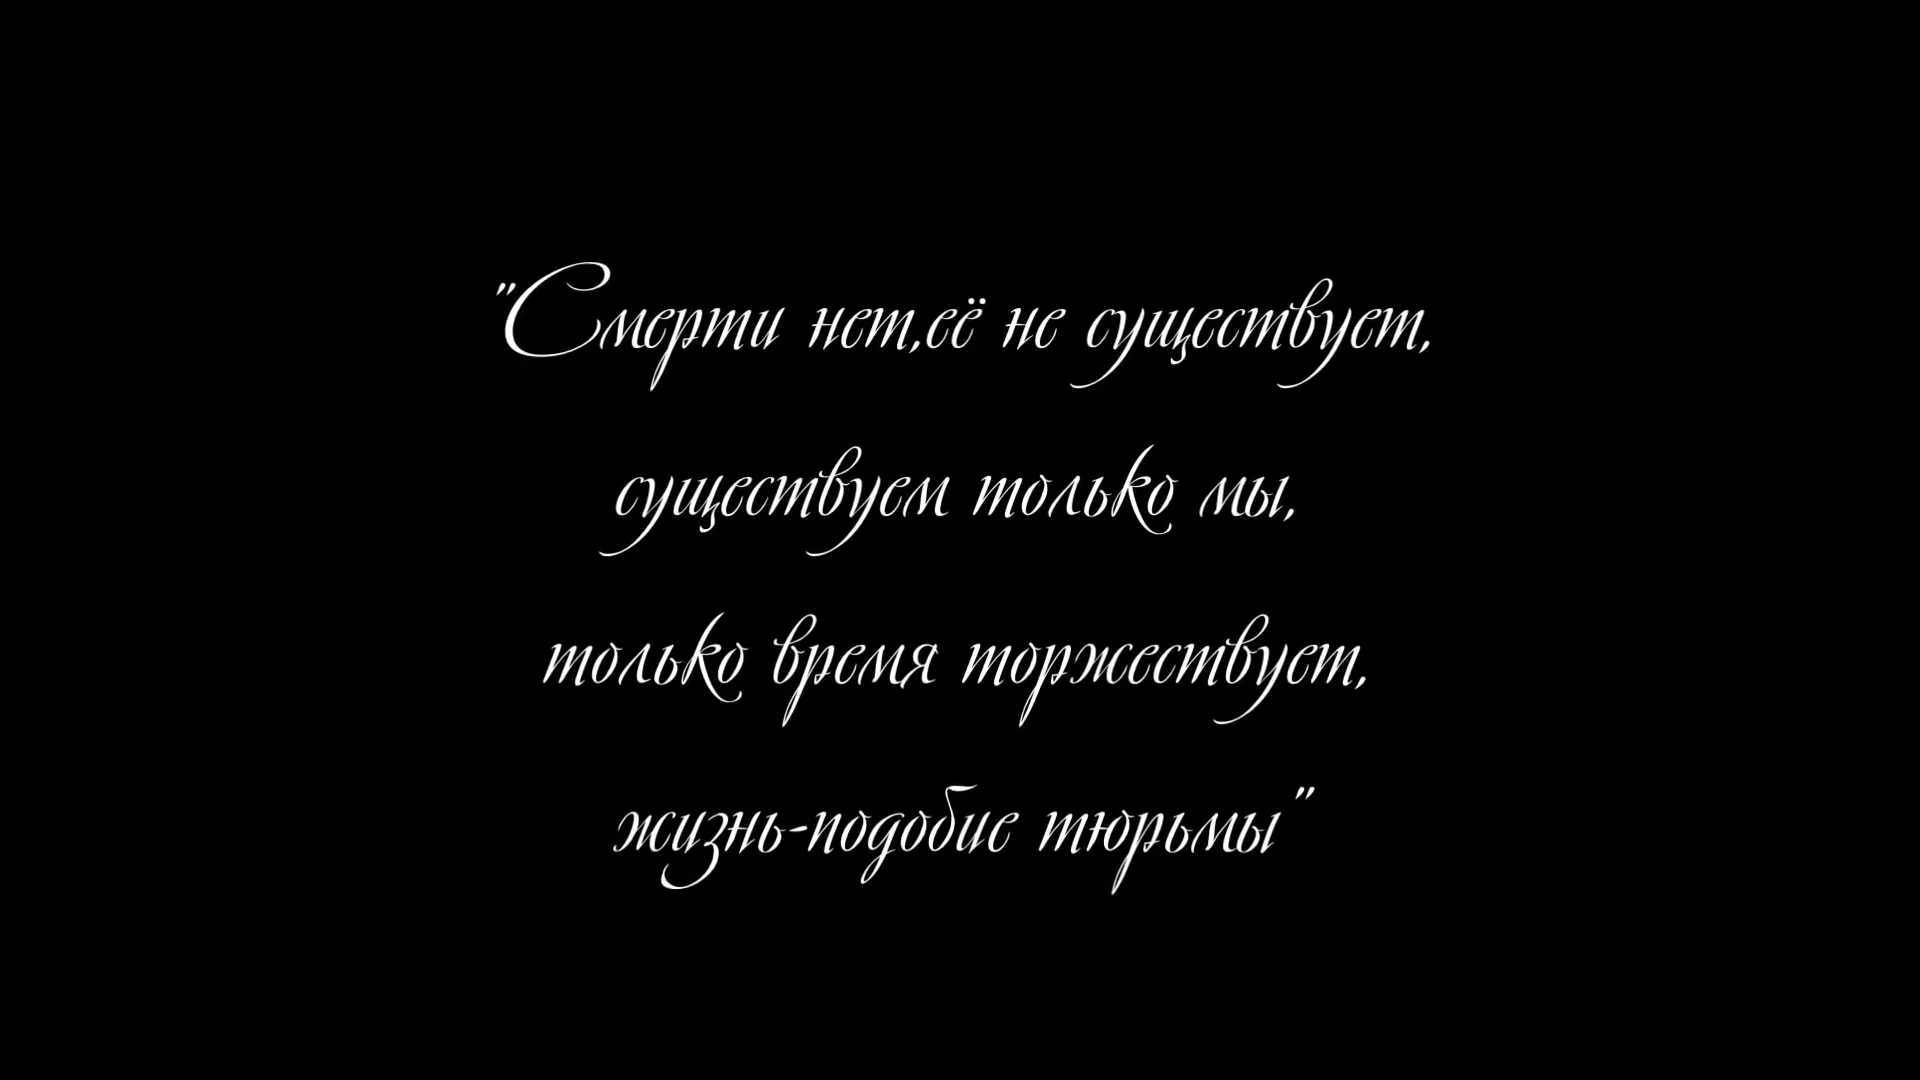 "Смерти нет,её не существует,
существуем только мы,
только время торжествует,
жизнь-подобие тюрьмы"